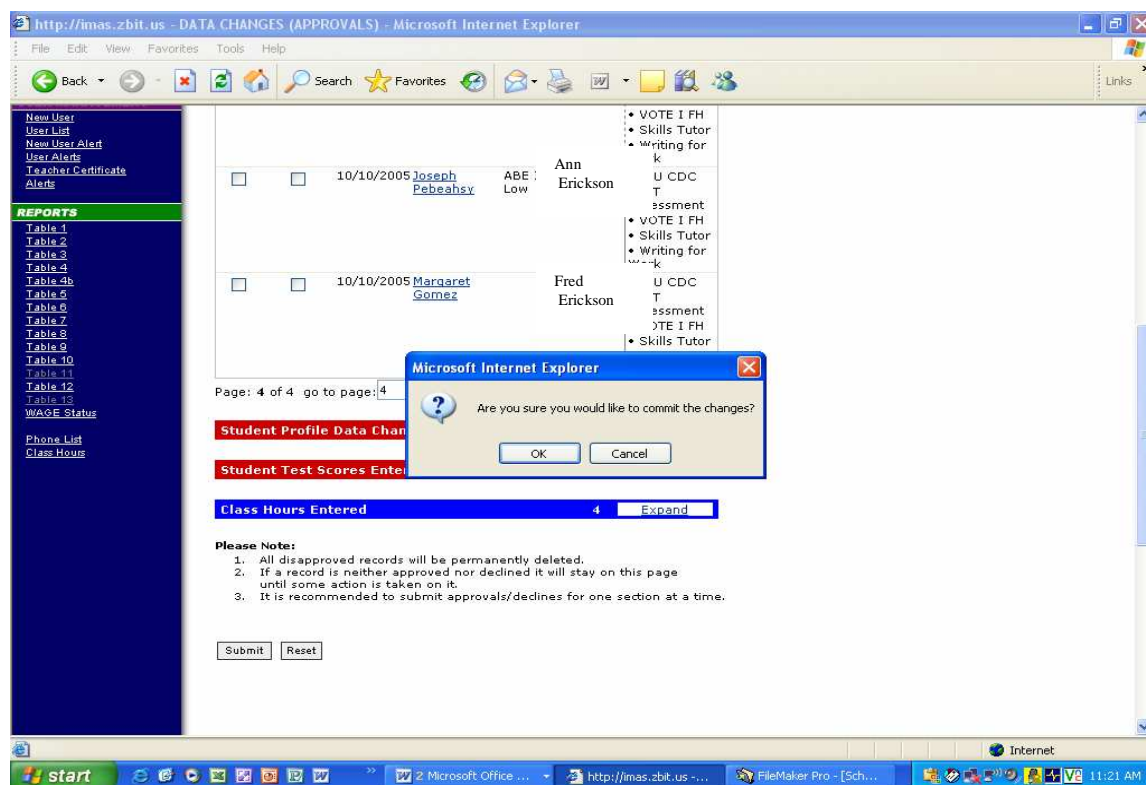 http://imas.zbit.us - DATA CHANGES (APPROVALS) - Microsoft Internet Explorer
File Edit View Favorites Tools Help
Back Search Favorites Links
New User
User List
New User Alert
User Alerts
Teacher Certificate
Alerts
REPORTS
Table 1
Table 2
Table 3
Table 4
Table 4b
Table 5
Table 6
Table 7
Table 8
Table 9
Table 10
Table 11
Table 12
Table 13
WAGE Status
Phone List
Class Hours
• VOTE I FH
• Skills Tutor
• Writing for
k
10/10/2005 Joseph Pebeahsy ABE Low
Ann
Erickson
U CDC
T
essment
• VOTE I FH
• Skills Tutor
• Writing for
Work
10/10/2005 Margaret Gomez
Fred
Erickson
U CDC
T
essment
OTE I FH
• Skills Tutor
Page: 4 of 4 go to page: 4
Microsoft Internet Explorer
Are you sure you would like to commit the changes?
OK Cancel
Student Profile Data Chan
Student Test Scores Enter
Class Hours Entered 4 Expand
Please Note:
1. All disapproved records will be permanently deleted.
2. If a record is neither approved nor declined it will stay on this page
until some action is taken on it.
3. It is recommended to submit approvals/declines for one section at a time.
Submit Reset
Internet
start 2 Microsoft Office ... http://imas.zbit.us -... FileMaker Pro - [Sch... 11:21 AM